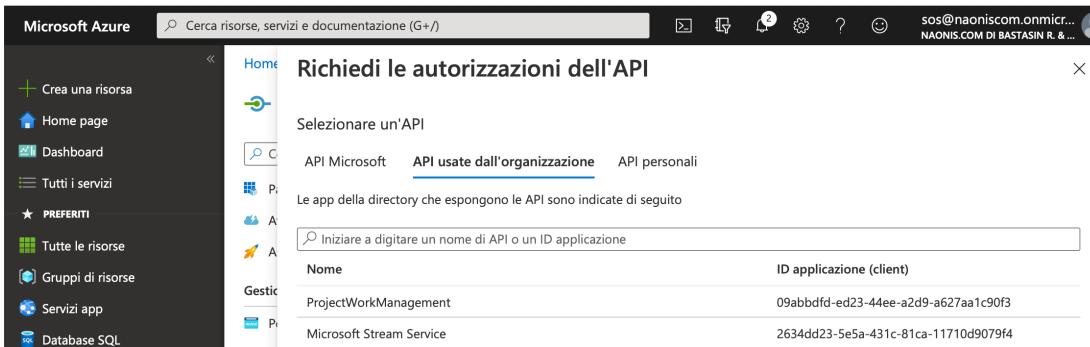 Microsoft Azure
Cerca risorse, servizi e documentazione (G+/)
2
sos@naoniscom.onmicr...
NAONIS.COM DI BASTASIN R. & ...
Crea una risorsa
Home page
Dashboard
Tutti i servizi
PREFERITI
Tutte le risorse
Gruppi di risorse
Servizi app
Database SQL
Home
Gestic
Richiedi le autorizzazioni dell'API
Selezionare un'API
API Microsoft API usate dall'organizzazione API personali
Le app della directory che espongono le API sono indicate di seguito
Iniziare a digitare un nome di API o un ID applicazione
Nome ID applicazione (client)
ProjectWorkManagement 09abbdfd-ed23-44ee-a2d9-a627aa1c90f3
Microsoft Stream Service 2634dd23-5e5a-431c-81ca-11710d9079f4